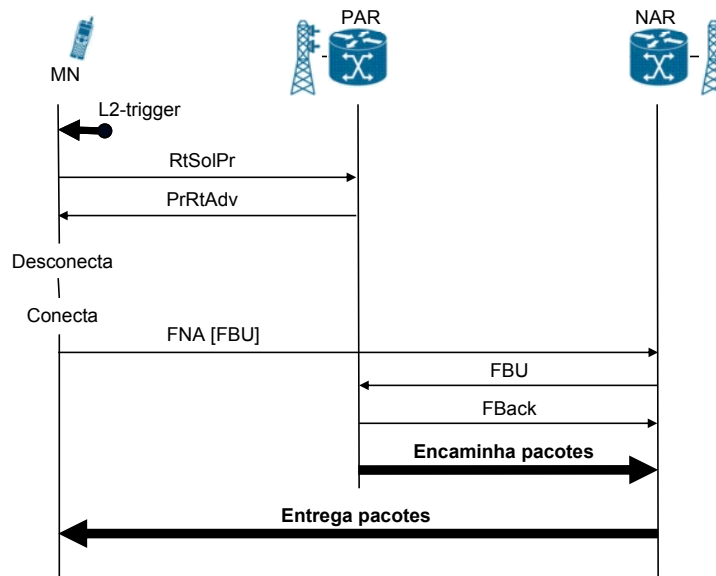 PAR
NAR
MN
L2-trigger
RtSolPr
PrRtAdv
Desconecta
Conecta
FNA [FBU]
FBU
FBack
Encaminha pacotes
Entrega pacotes